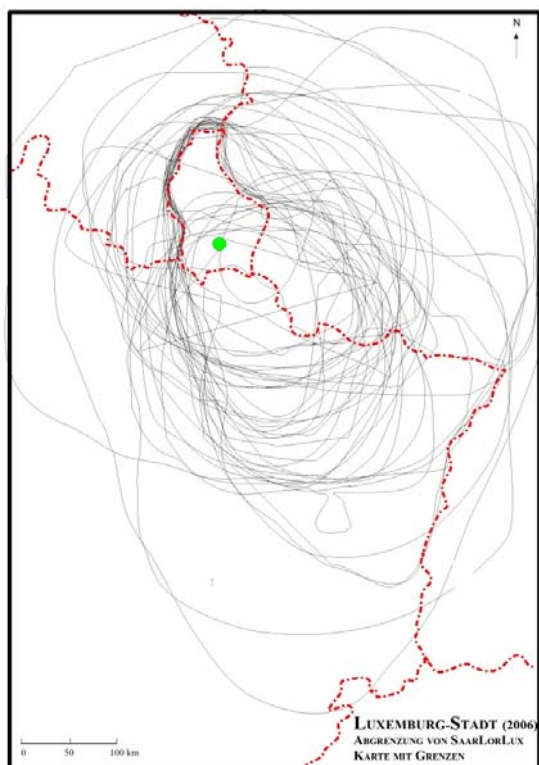 N
LUXEMBURG-STADT (2006)
ABGRENZUNG VON SAARLORLUX
KARTE MIT GRENZEN
0 50 100 km